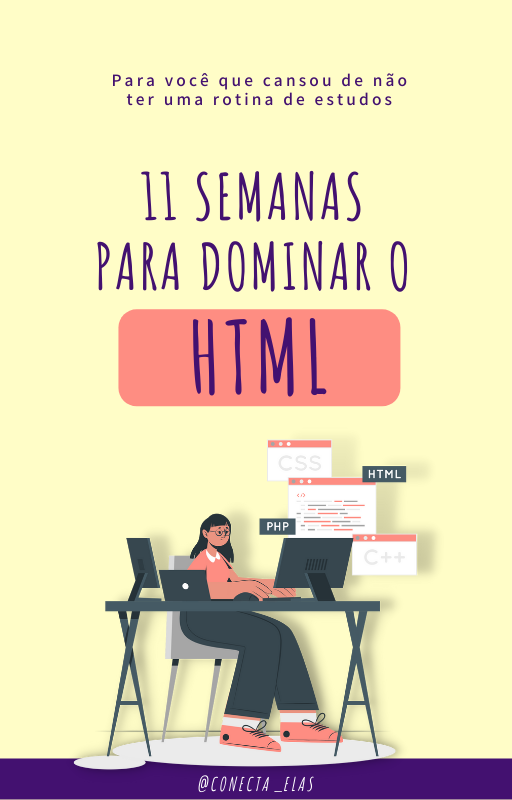 Para você que cansou de não
ter uma rotina de estudos
11 SEMANAS
PARA DOMINAR O
HTML
CSS
HTML
<>
PHP
C++
@CONECTA_ELAS